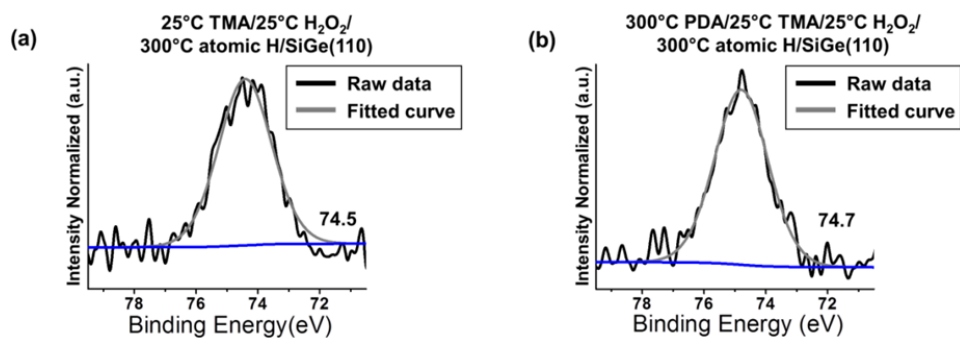 (a)
25°C TMA/25°C H₂O₂/
300°C atomic H/SiGe(110)
Intensity Normalized (a.u.)
Raw data
Fitted curve
74.5
78 76 74 72
Binding Energy(eV)
(b)
300°C PDA/25°C TMA/25°C H₂O₂/
300°C atomic H/SiGe(110)
Intensity Normalized (a.u.)
Raw data
Fitted curve
74.7
78 76 74 72
Binding Energy(eV)